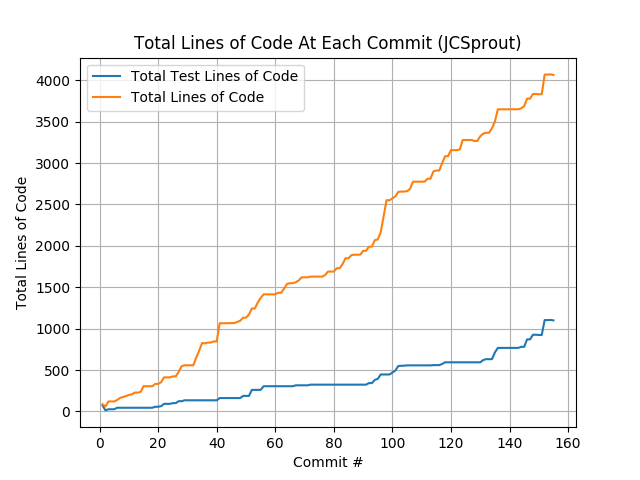 Total Lines of Code At Each Commit (JCSprout)
Total Test Lines of Code
Total Lines of Code
Total Lines of Code
4000
3500
3000
2500
2000
1500
1000
500
0
0 20 40 60 80 100 120 140 160
Commit #